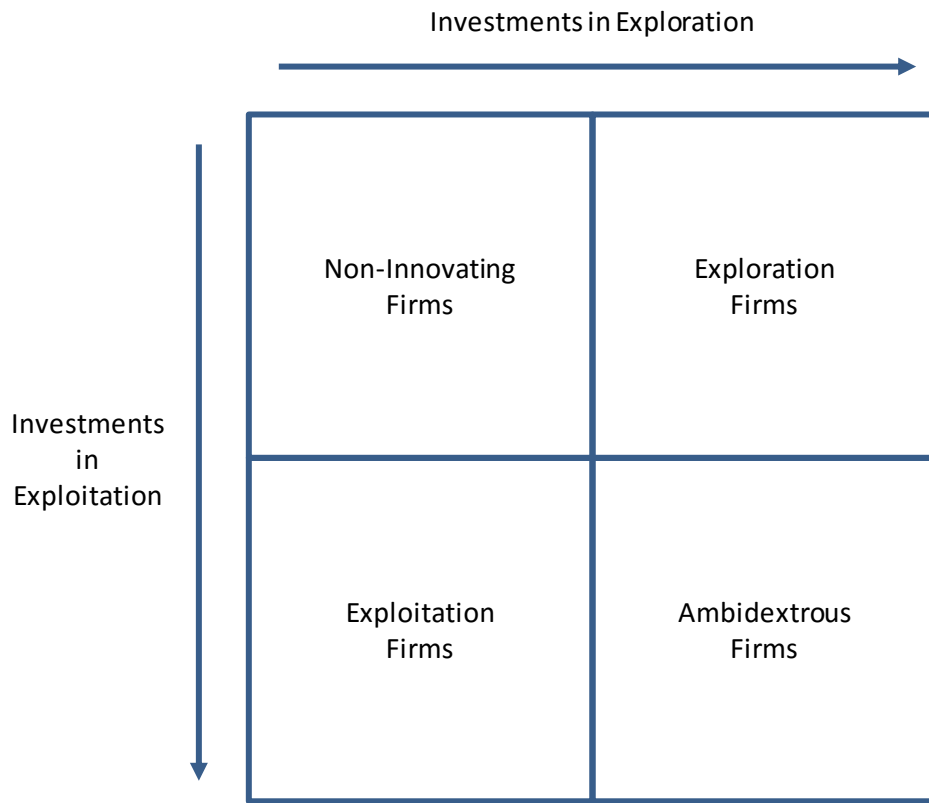 Investments in Exploration
Non-Innovating
Firms
Exploration
Firms
Investments
in
Exploitation
Exploitation
Firms
Ambidextrous
Firms